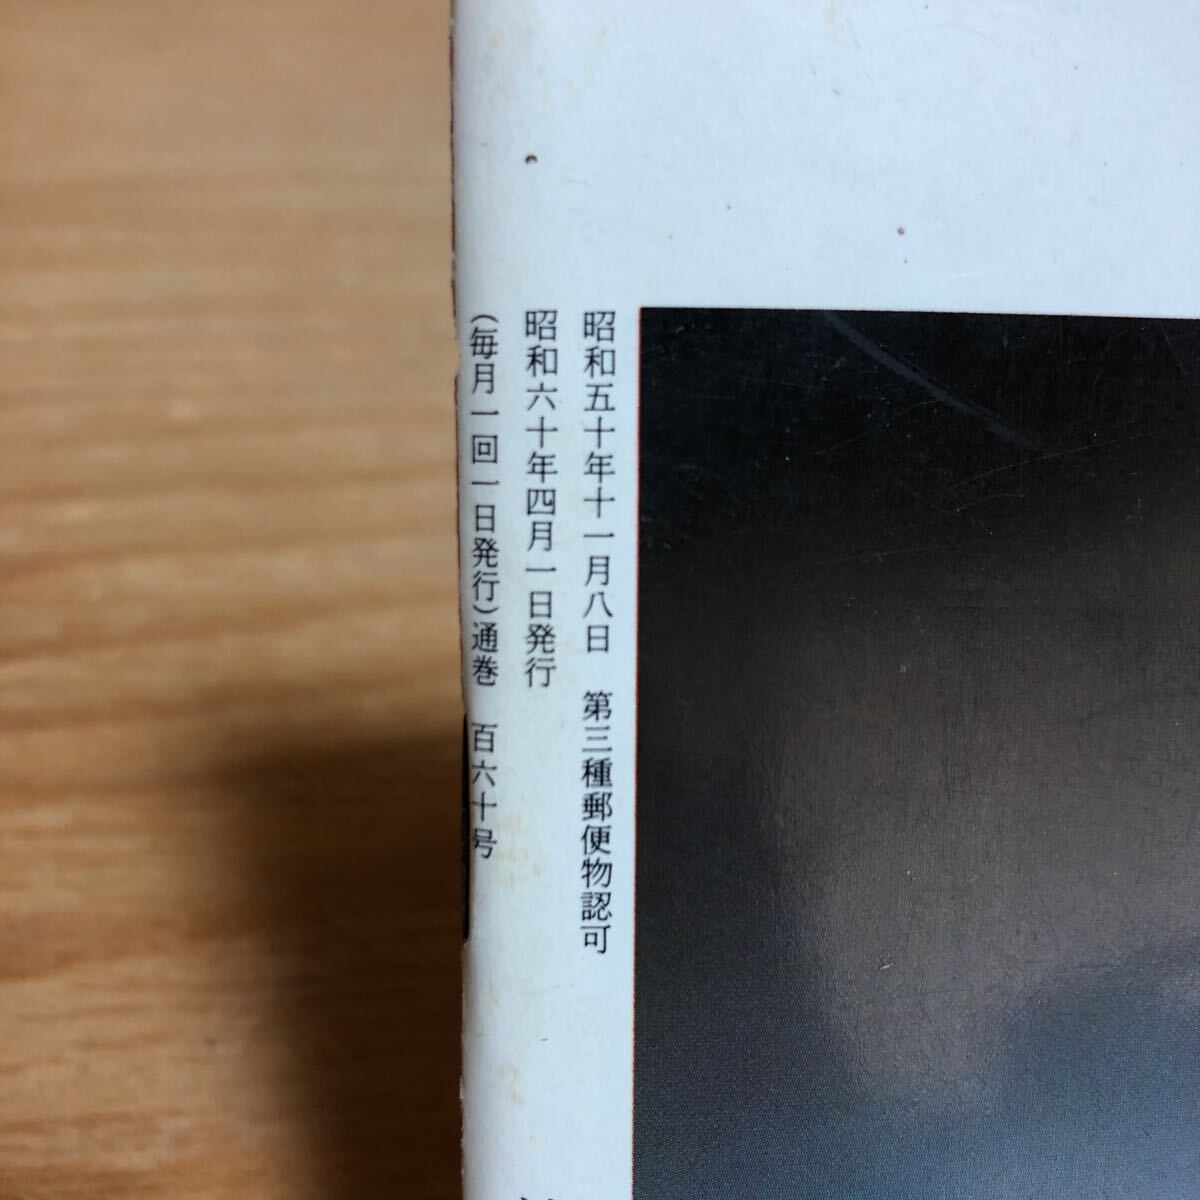 昭和五十年十一月八日　第三種郵便物認可
昭和六十年四月一日発行
（毎月一回一日発行）通巻　百六十号